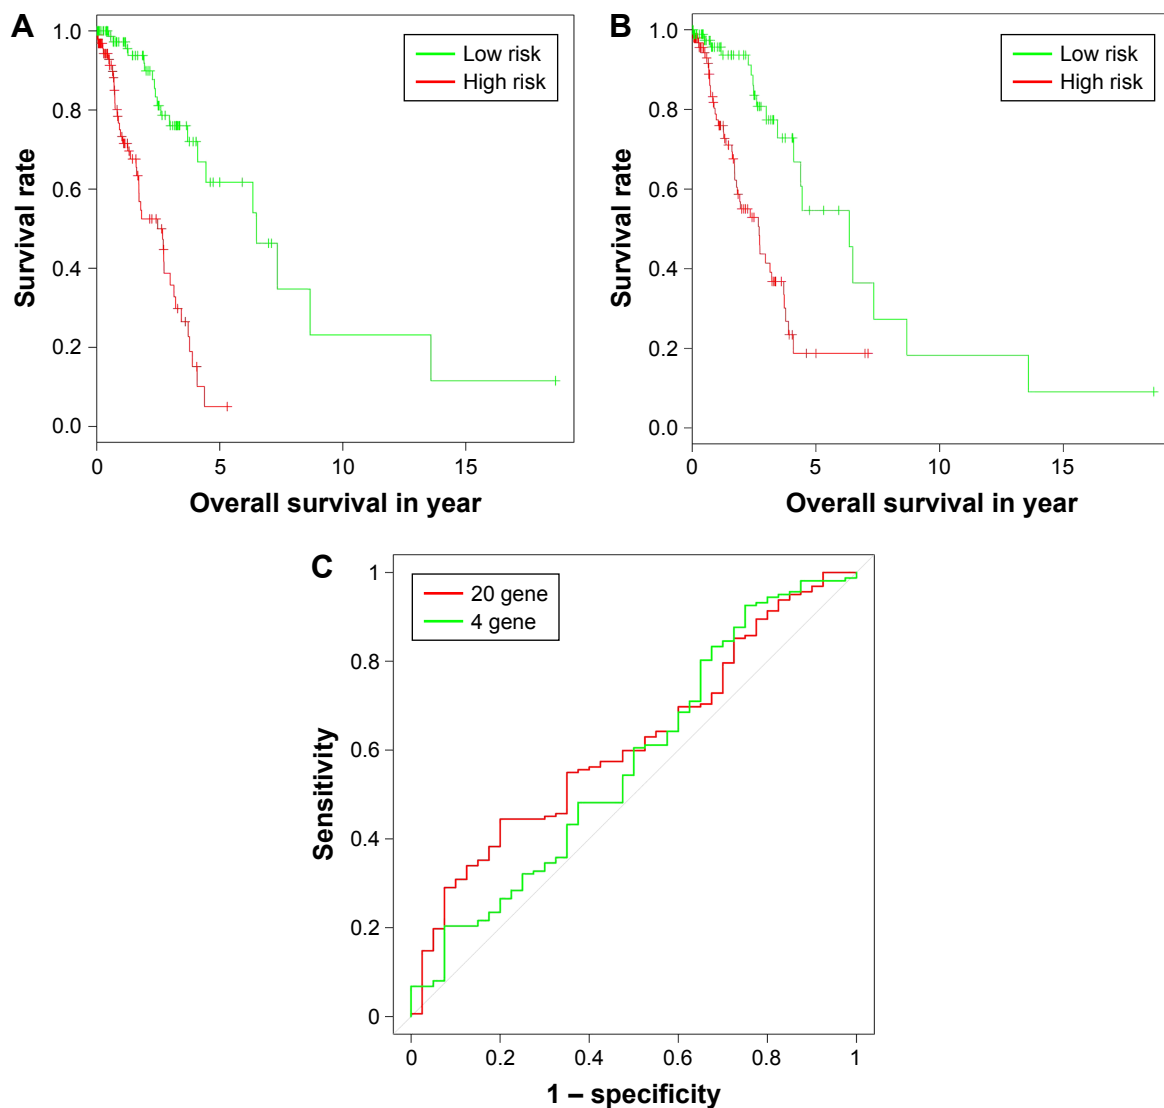 A
1.0
0.8
0.6
0.4
0.2
0.0
Survival rate
Low risk
High risk
0 5 10 15
Overall survival in year
B
1.0
0.8
0.6
0.4
0.2
0.0
Survival rate
Low risk
High risk
0 5 10 15
Overall survival in year
C
1
0.8
0.6
0.4
0.2
0
Sensitivity
20 gene
4 gene
0 0.2 0.4 0.6 0.8 1
1 – specificity